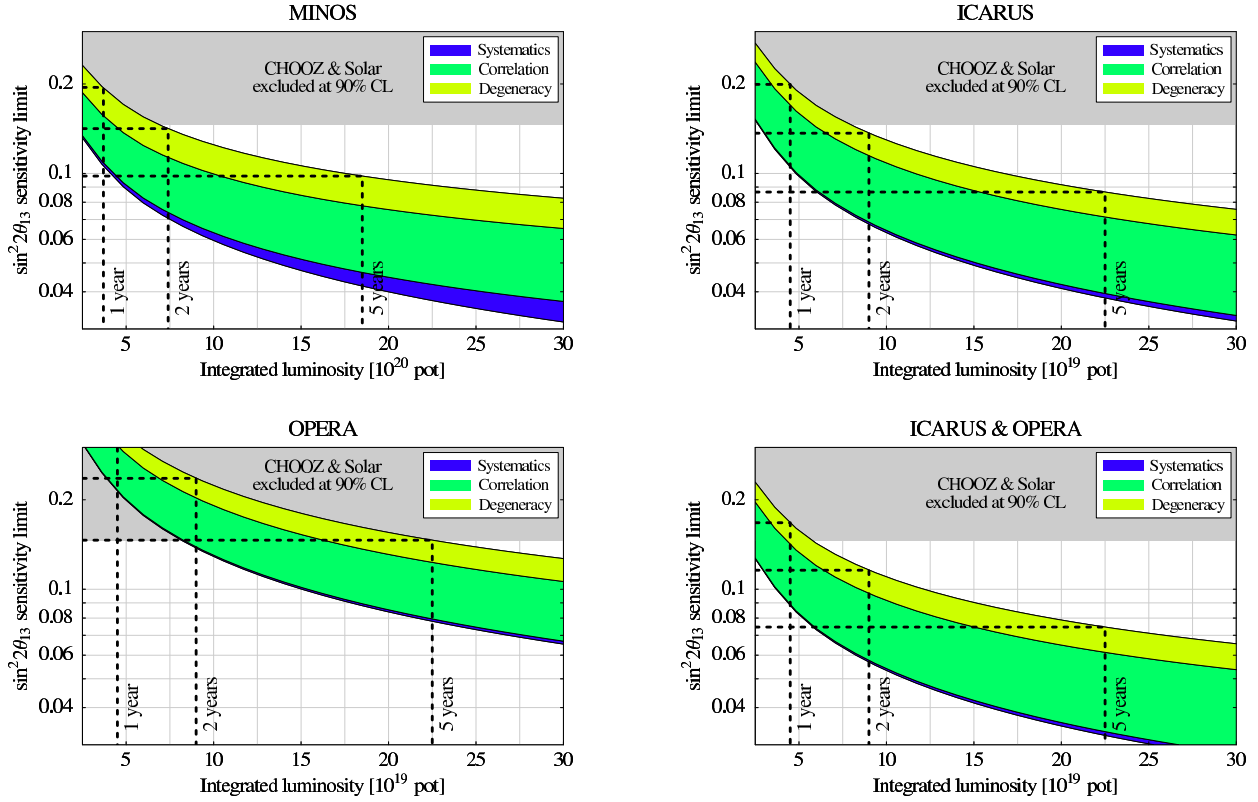 MINOS
CHOOZ & Solar
excluded at 90% CL
Systematics
Correlation
Degeneracy
sin²2θ₁₃ sensitivity limit
0.2
0.1
0.08
0.06
0.04
1 year
2 years
5 years
5
10
15
20
25
30
Integrated luminosity [10²⁰ pot]
ICARUS
CHOOZ & Solar
excluded at 90% CL
Systematics
Correlation
Degeneracy
sin²2θ₁₃ sensitivity limit
0.2
0.1
0.08
0.06
0.04
1 year
2 years
5 years
5
10
15
20
25
30
Integrated luminosity [10¹⁹ pot]
OPERA
CHOOZ & Solar
excluded at 90% CL
Systematics
Correlation
Degeneracy
sin²2θ₁₃ sensitivity limit
0.2
0.1
0.08
0.06
0.04
1 year
2 years
5 years
5
10
15
20
25
30
Integrated luminosity [10¹⁹ pot]
ICARUS & OPERA
CHOOZ & Solar
excluded at 90% CL
Systematics
Correlation
Degeneracy
sin²2θ₁₃ sensitivity limit
0.2
0.1
0.08
0.06
0.04
1 year
2 years
5 years
5
10
15
20
25
30
Integrated luminosity [10¹⁹ pot]